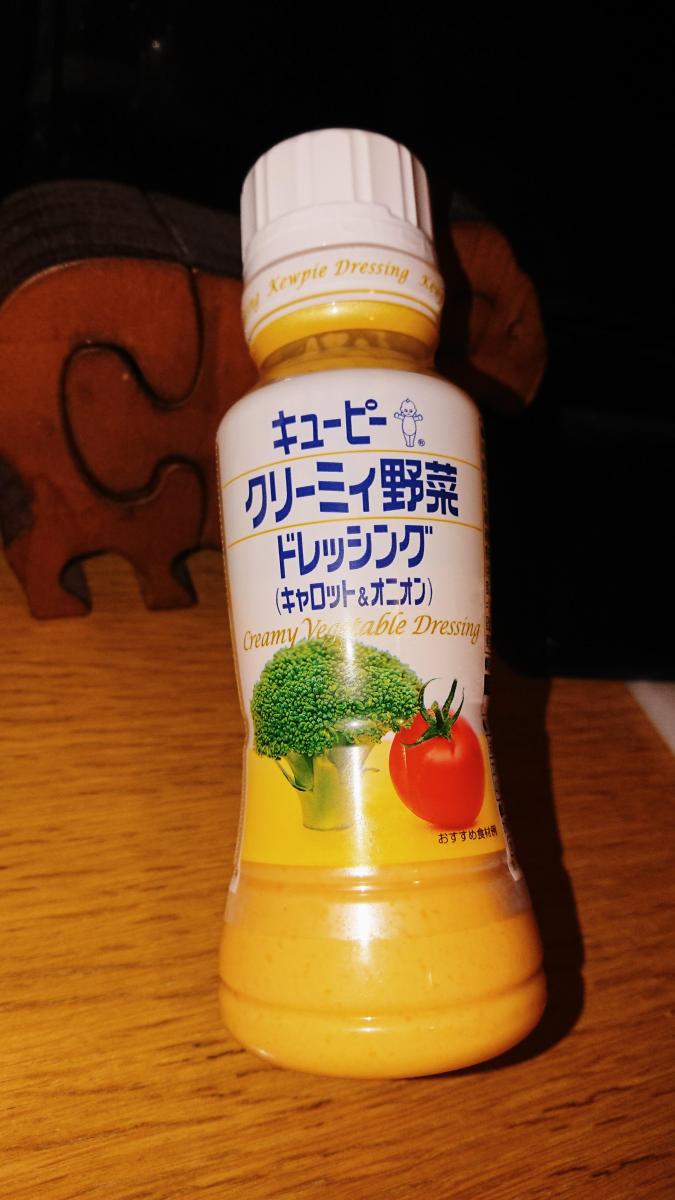 Kewpie Dressing
キューピー
®
クリーミィ野菜
ドレッシング
(キャロット&オニオン)
Creamy Vegetable Dressing
おすすめ食材例